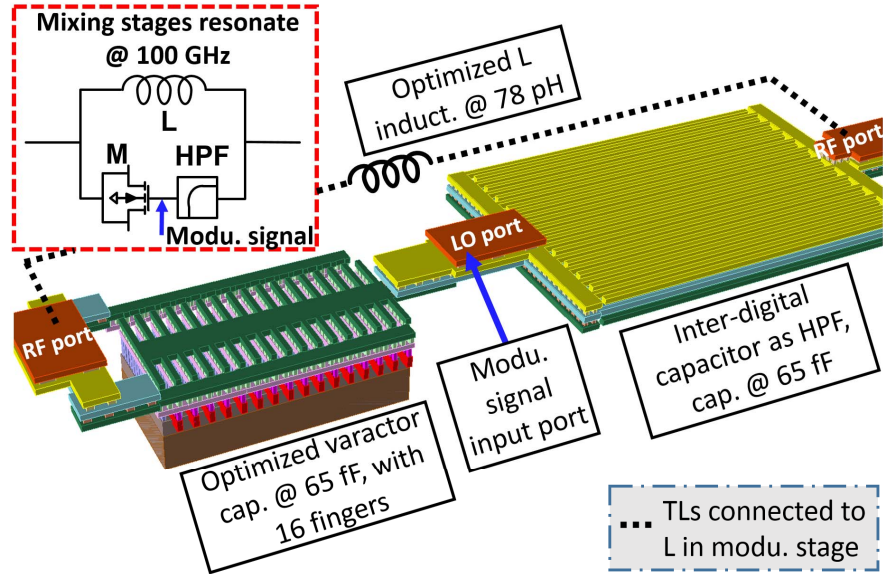 Mixing stages resonate
@ 100 GHz
L
M
HPF
Modu. signal
Optimized L
induct. @ 78 pH
RF port
LO port
RF port
Inter-digital
capacitor as HPF,
cap. @ 65 fF
Modu.
signal
input port
Optimized varactor
cap. @ 65 fF, with
16 fingers
... TLs connected to
L in modu. stage